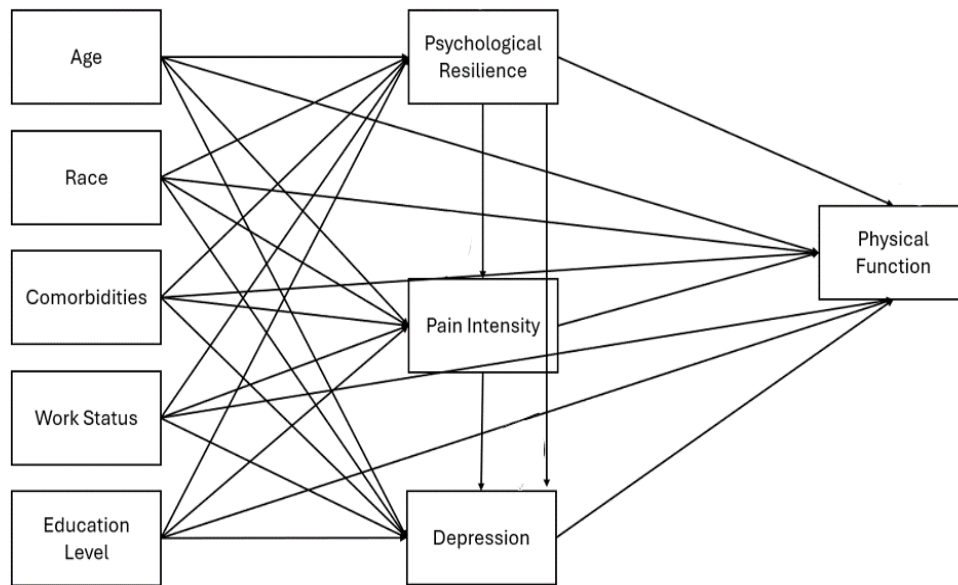 Age
Psychological
Resilience
Race
Physical
Function
Comorbidities
Pain Intensity
Work Status
Education
Level
Depression